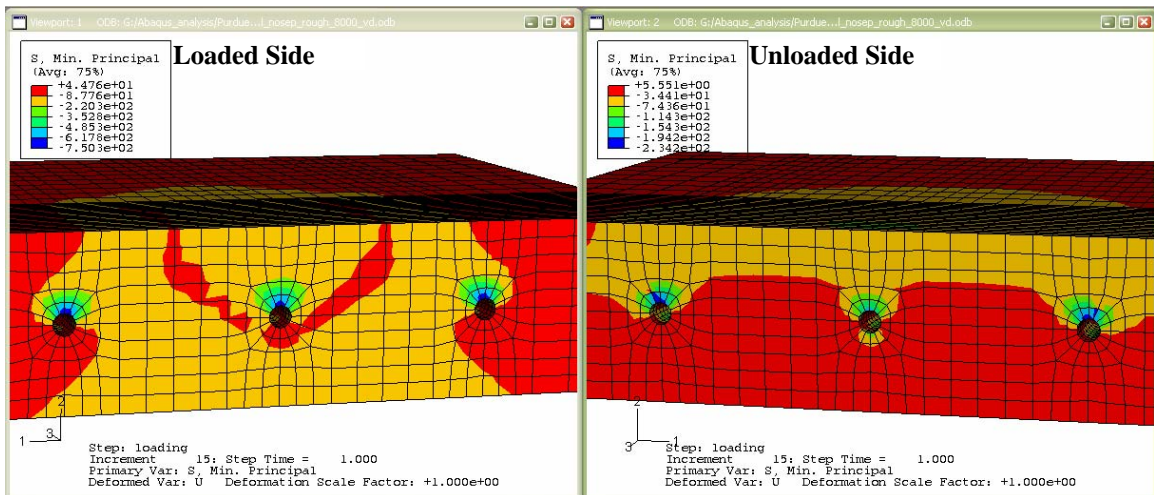 Viewport: 1 ODB: G:/Abaqus_analysis/Purdue...l_nosep_rough_8000_vd.odb
Loaded Side
S, Min. Principal
(Avg: 75%)
+4.476e+01
-8.776e+01
-2.203e+02
-3.528e+02
-4.853e+02
-6.178e+02
-7.503e+02
2
1
3
Step: loading
Increment 15: Step Time = 1.000
Primary Var: S, Min. Principal
Deformed Var: U Deformation Scale Factor: +1.000e+00
Viewport: 2 ODB: G:/Abaqus_analysis/Purdue...l_nosep_rough_8000_vd.odb
Unloaded Side
S, Min. Principal
(Avg: 75%)
+5.551e+00
-3.441e+01
-7.436e+01
-1.143e+02
-1.543e+02
-1.942e+02
-2.342e+02
2
3
1
Step: loading
Increment 15: Step Time = 1.000
Primary Var: S, Min. Principal
Deformed Var: U Deformation Scale Factor: +1.000e+00